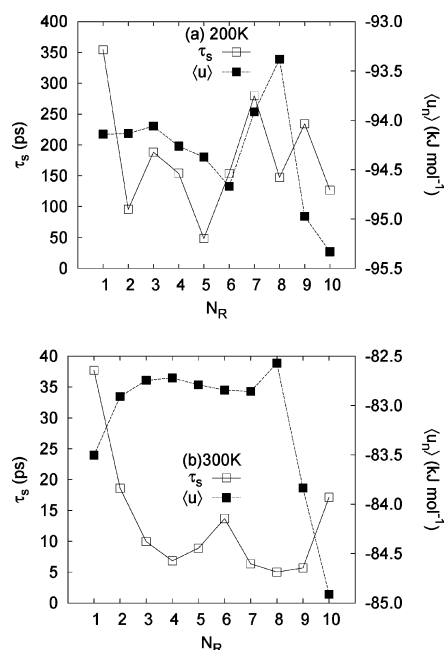 (a) 200K
τs
⟨u⟩
400
350
300
250
200
150
100
50
0
τs (ps)
-93.0
-93.5
-94.0
-94.5
-95.0
-95.5
⟨un⟩ (kJ mol-1)
1 2 3 4 5 6 7 8 9 10
NR
(b)300K
τs
⟨u⟩
40
35
30
25
20
15
10
5
0
τs (ps)
-82.5
-83.0
-83.5
-84.0
-84.5
-85.0
⟨un⟩ (kJ mol-1)
1 2 3 4 5 6 7 8 9 10
NR